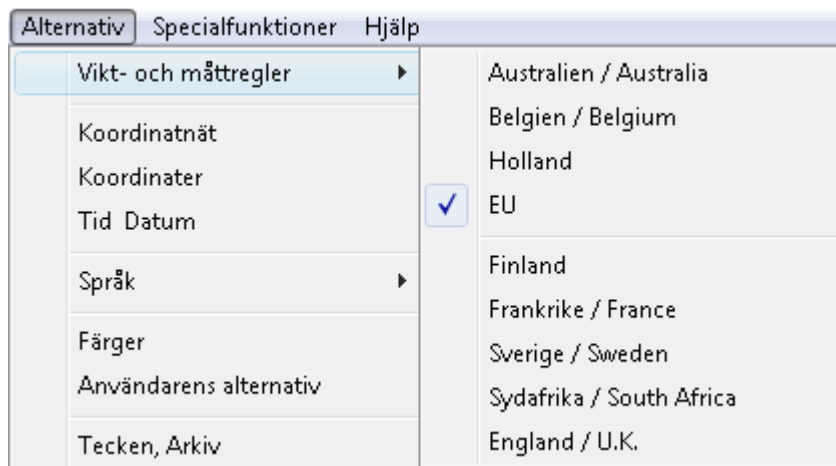 Alternativ Specialfunktioner Hjälp
Vikt- och måttregler
Koordinatnät
Koordinater
Tid Datum
Språk
Färger
Användarens alternativ
Tecken, Arkiv
Australien / Australia
Belgien / Belgium
Holland
EU
Finland
Frankrike / France
Sverige / Sweden
Sydafrika / South Africa
England / U.K.